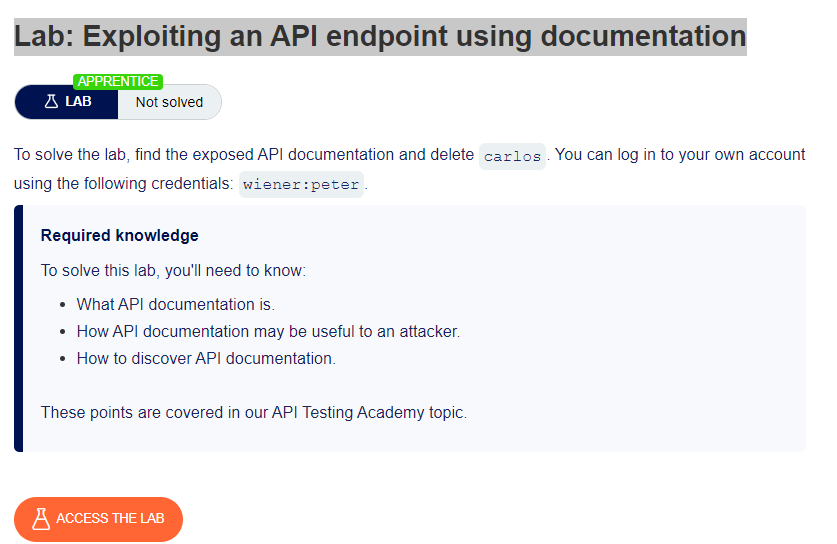 Lab: Exploiting an API endpoint using documentation
APPRENTICE
LAB Not solved
To solve the lab, find the exposed API documentation and delete carlos. You can log in to your own account
using the following credentials: wiener:peter.
Required knowledge
To solve this lab, you'll need to know:
• What API documentation is.
• How API documentation may be useful to an attacker.
• How to discover API documentation.
These points are covered in our API Testing Academy topic.
ACCESS THE LAB